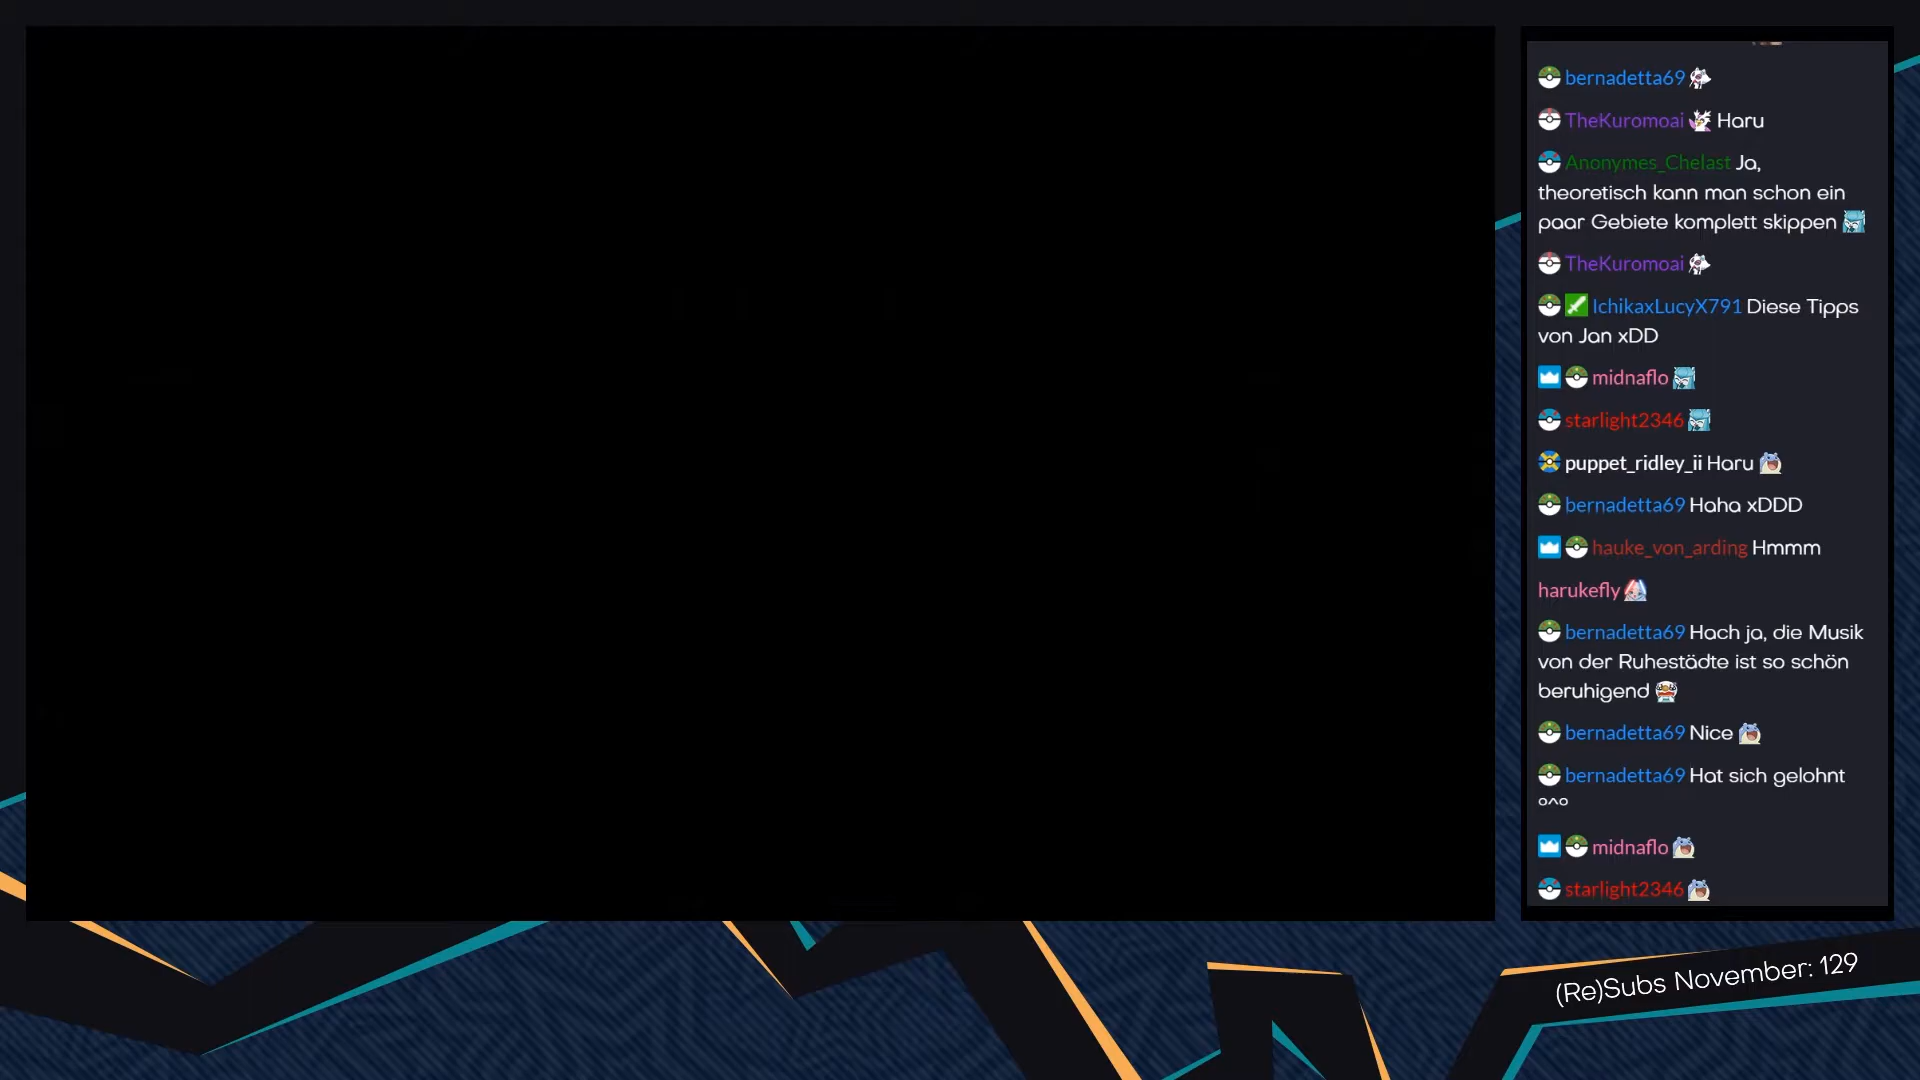 bernadetta69
TheKuromoai Haru
Anonymes_Chelast Ja,
theoretisch kann man schon ein
paar Gebiete komplett skippen
TheKuromoai
IchikaxLucyX791 Diese Tipps
von Jan xDD
midnaflo
starlight2346
puppet_ridley_ii Haru
bernadetta69 Haha xDDD
hauke_von_arding Hmmm
harukefly
bernadetta69 Hach ja, die Musik
von der Ruhestädte ist so schön
beruhigend
bernadetta69 Nice
bernadetta69 Hat sich gelohnt
o^o
midnaflo
starlight2346
(Re)Subs November: 129